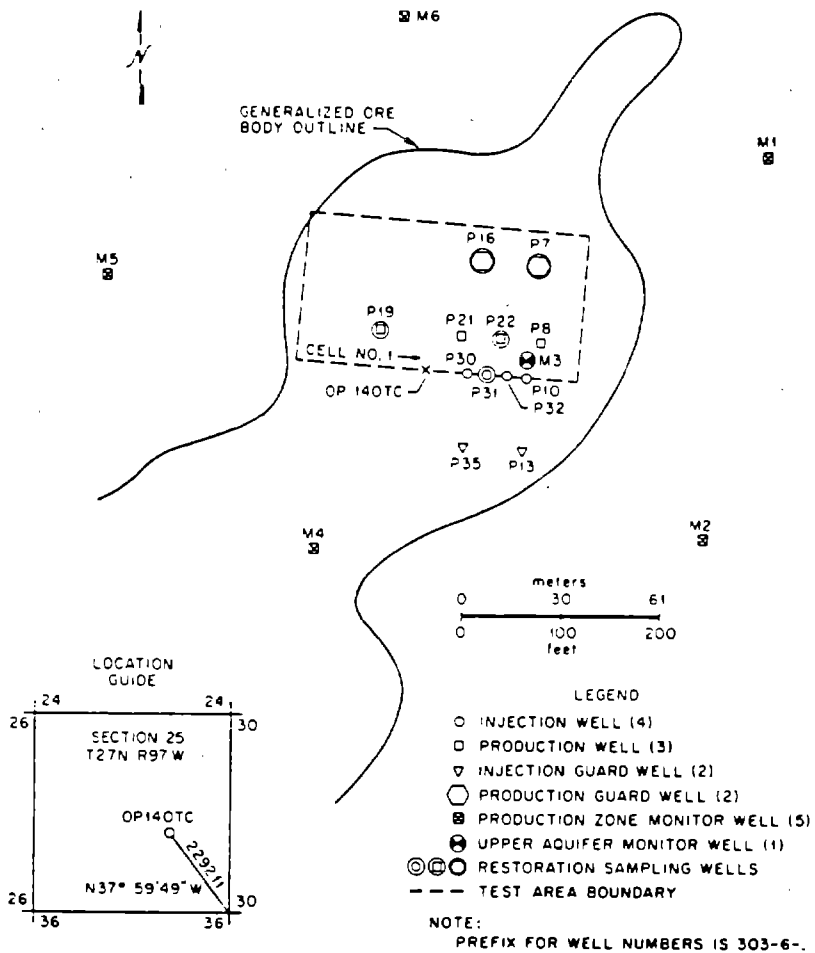 M6
N
GENERALIZED ORE
BODY OUTLINE
M1
P16
P7
M5
P19
P21
P22
P8
CELL NO. 1
P30
M3
OP 140TC
P31
P10
P32
P35
P13
M4
M2
meters
0 30 61
0 100 200
feet
LOCATION
GUIDE
24 24
26 30
SECTION 25
T27N R97W
OP140TC
2292 ft
N37° 59'49" W
26 30
36 36
LEGEND
INJECTION WELL (4)
PRODUCTION WELL (3)
INJECTION GUARD WELL (2)
PRODUCTION GUARD WELL (2)
PRODUCTION ZONE MONITOR WELL (5)
UPPER AQUIFER MONITOR WELL (1)
RESTORATION SAMPLING WELLS
TEST AREA BOUNDARY
NOTE:
PREFIX FOR WELL NUMBERS IS 303-6-.